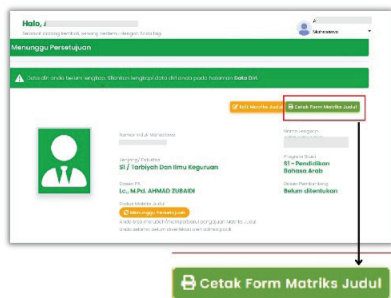 Halo, A
Mahasiswa
Menunggu Persetujuan
Data diri anda belum lengkap. Silahkan lengkapi data diri anda pada halaman Data Diri.
Edit Matriks Judul
Cetak Form Matriks Judul
Nomor Induk Mahasiswa
Nama Lengkap
Jenjang/Fakultas
S1 / Tarbiyah Dan Ilmu Keguruan
Program Studi
S1 - Pendidikan Bahasa Arab
Dosen PA
Lc., M.Pd. AHMAD ZUBAIDI
Dosen Pembimbing
Belum ditentukan
Status Matriks Judul
Menunggu Persetujuan
Cetak Form Matriks Judul